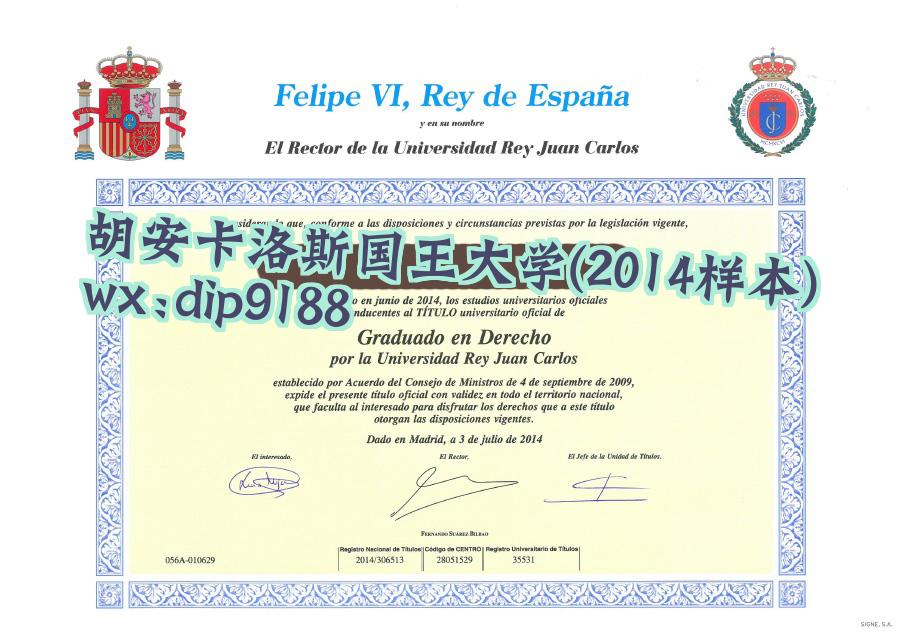 Felipe VI, Rey de España
y en su nombre
El Rector de la Universidad Rey Juan Carlos
UNIVERSIDAD REY JUAN CARLOS
MCMXCVI
que, conforme a las disposiciones y circunstancias previstas por la legislación vigente,
胡安卡洛斯国王大学(2014样本)
wx:dip9188
en junio de 2014, los estudios universitarios oficiales
al TÍTULO universitario oficial de
Graduado en Derecho
por la Universidad Rey Juan Carlos
establecido por Acuerdo del Consejo de Ministros de 4 de septiembre de 2009,
expide el presente título oficial con validez en todo el territorio nacional,
que faculta al interesado para disfrutar los derechos que a este título
otorgan las disposiciones vigentes.
Dado en Madrid, a 3 de julio de 2014
El interesado,
El Rector,
El Jefe de la Unidad de Títulos,
FERNANDO SUÁREZ BILBAO
Registro Nacional de Títulos Código de CENTRO Registro Universitario de Títulos
056A-010629 2014/306513 28051529 35531
SIGNE, S.A.